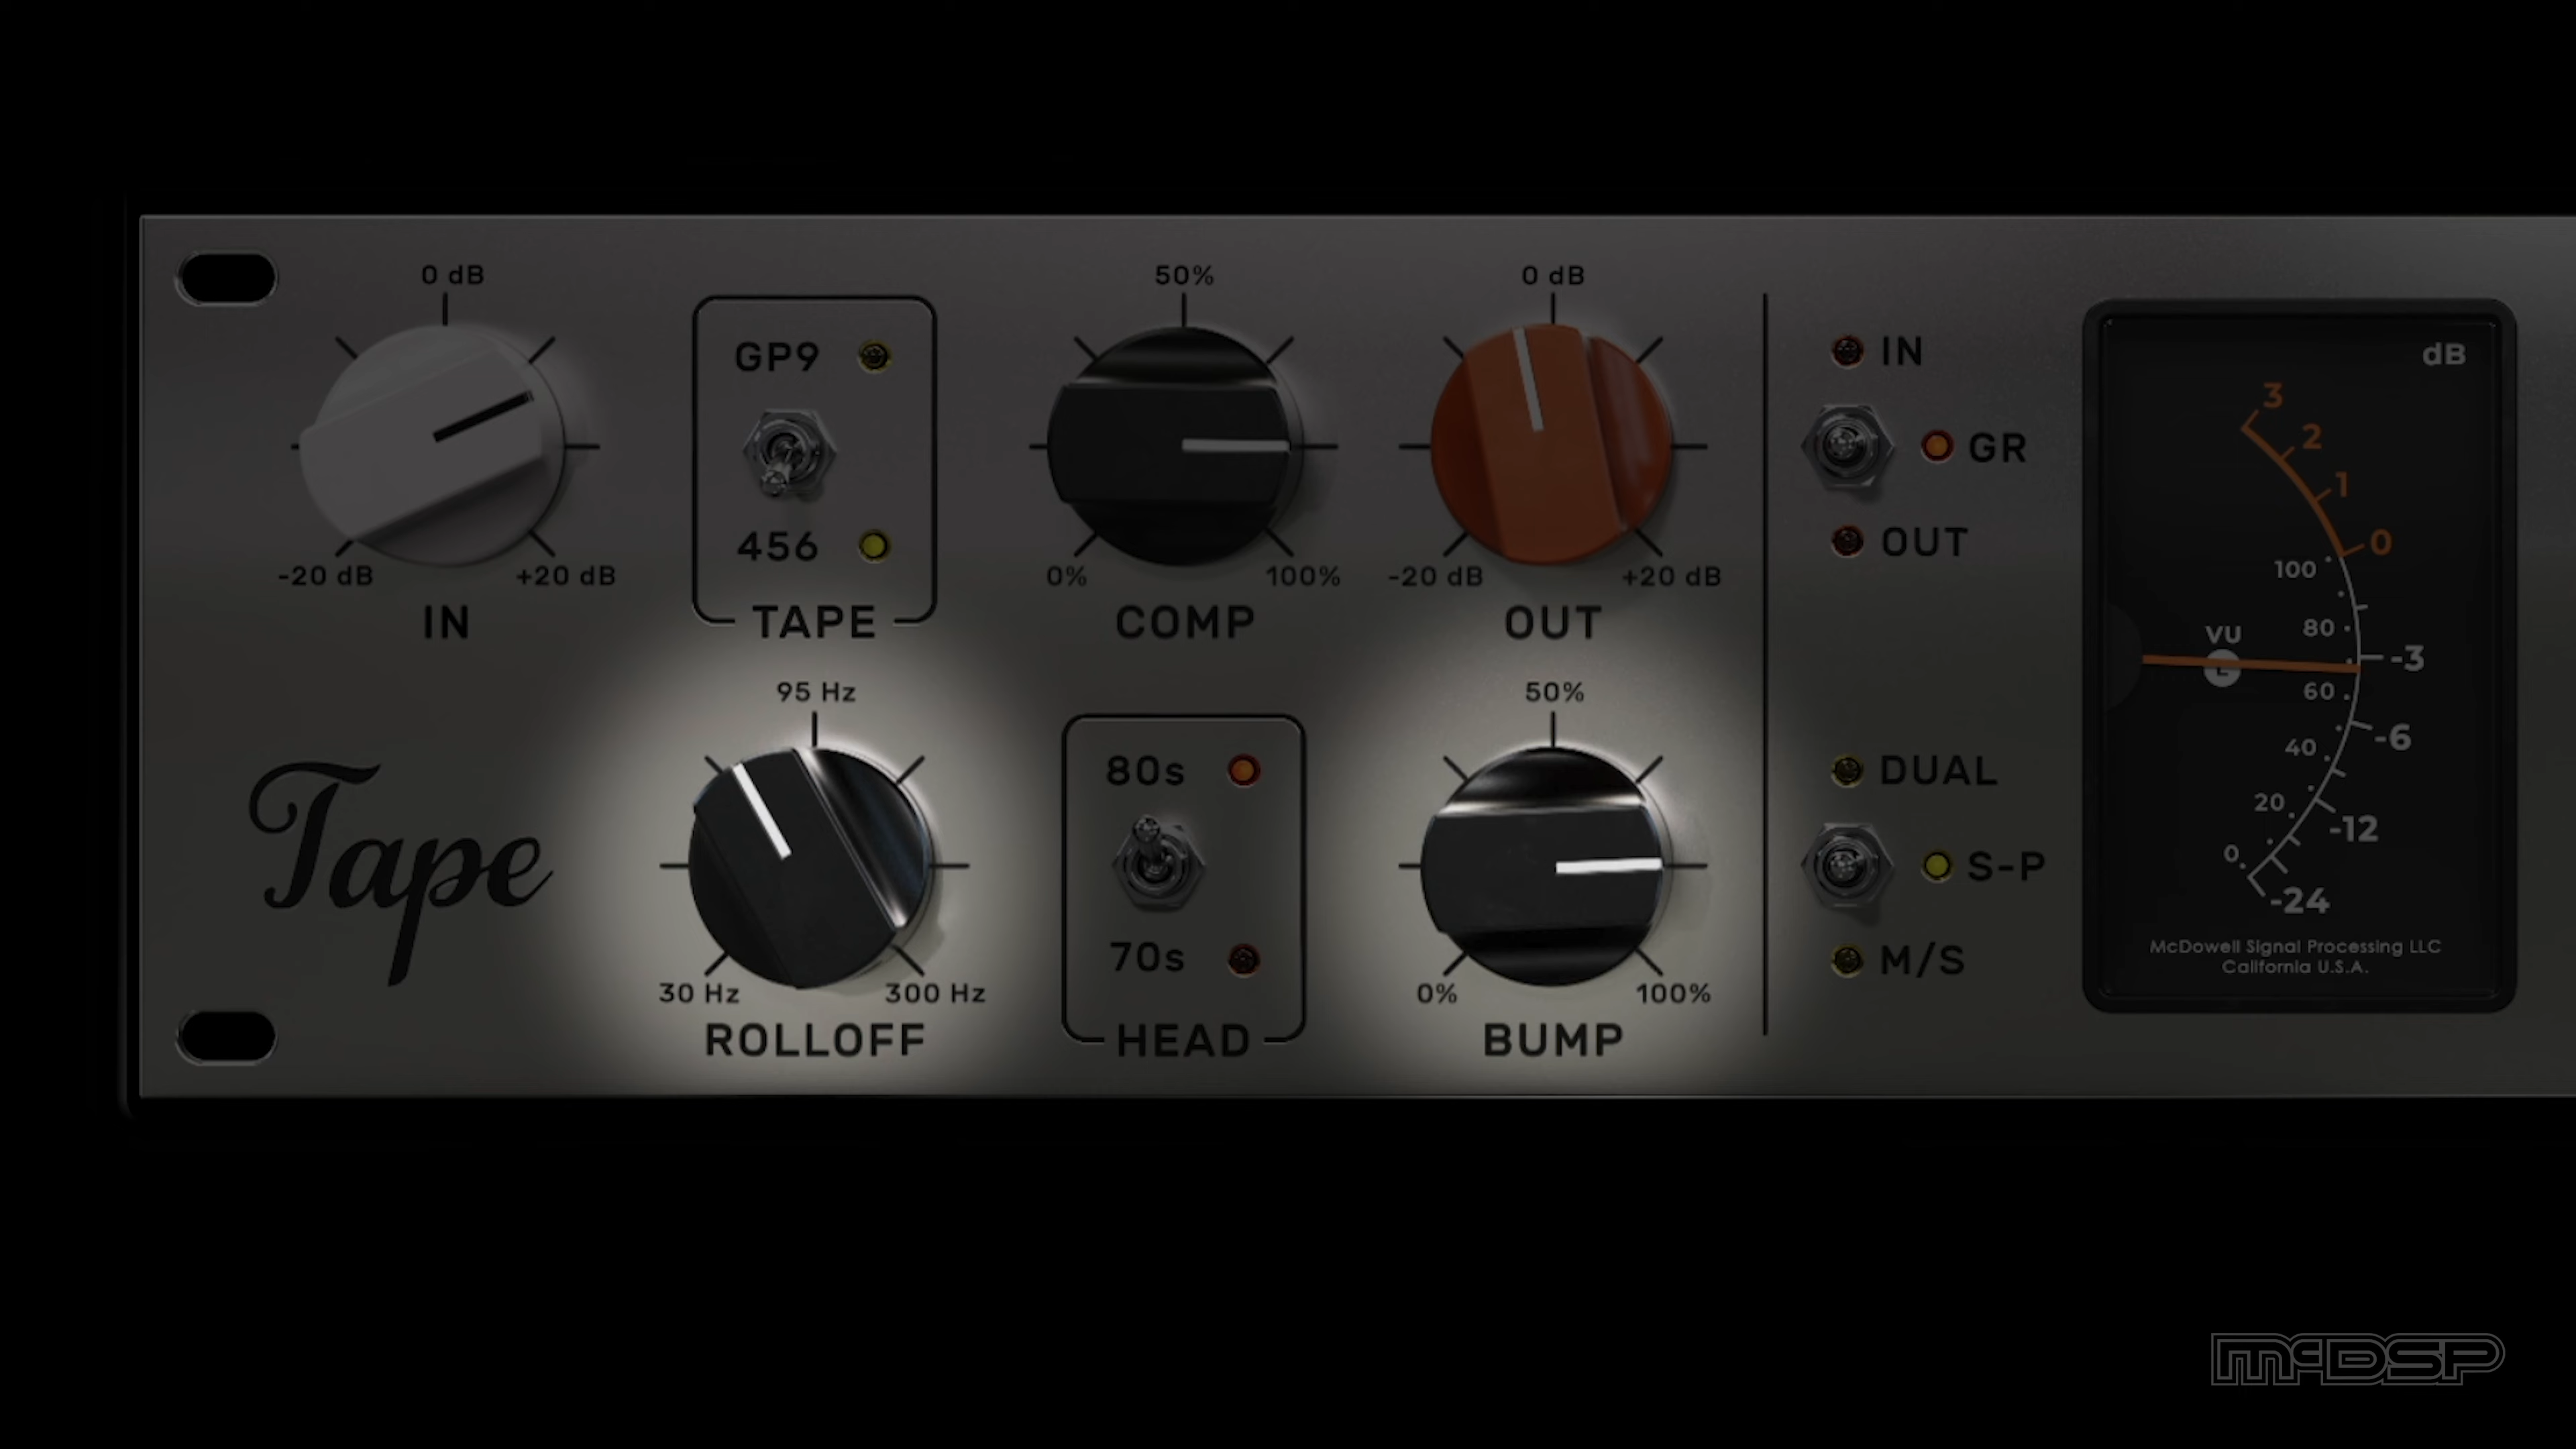 0 dB
-20 dB
+20 dB
IN
GP9
456
TAPE
50%
0%
100%
COMP
0 dB
-20 dB
+20 dB
OUT
IN
GR
OUT
Tape
95 Hz
30 Hz
300 Hz
ROLLOFF
80s
70s
HEAD
50%
0%
100%
BUMP
DUAL
S-P
M/S
dB
3
2
1
0
100
80
VU
L
-3
60
-6
40
20
-12
0
-24
McDowell Signal Processing LLC
California U.S.A.
McDSP